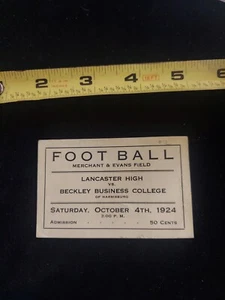 2 3 4 5 6
FOOT BALL
MERCHANT & EVANS FIELD
LANCASTER HIGH
VS.
BECKLEY BUSINESS COLLEGE
OF HARRISBURG
SATURDAY, OCTOBER 4TH, 1924
3:00 P. M.
ADMISSION - - - - - 50 CENTS